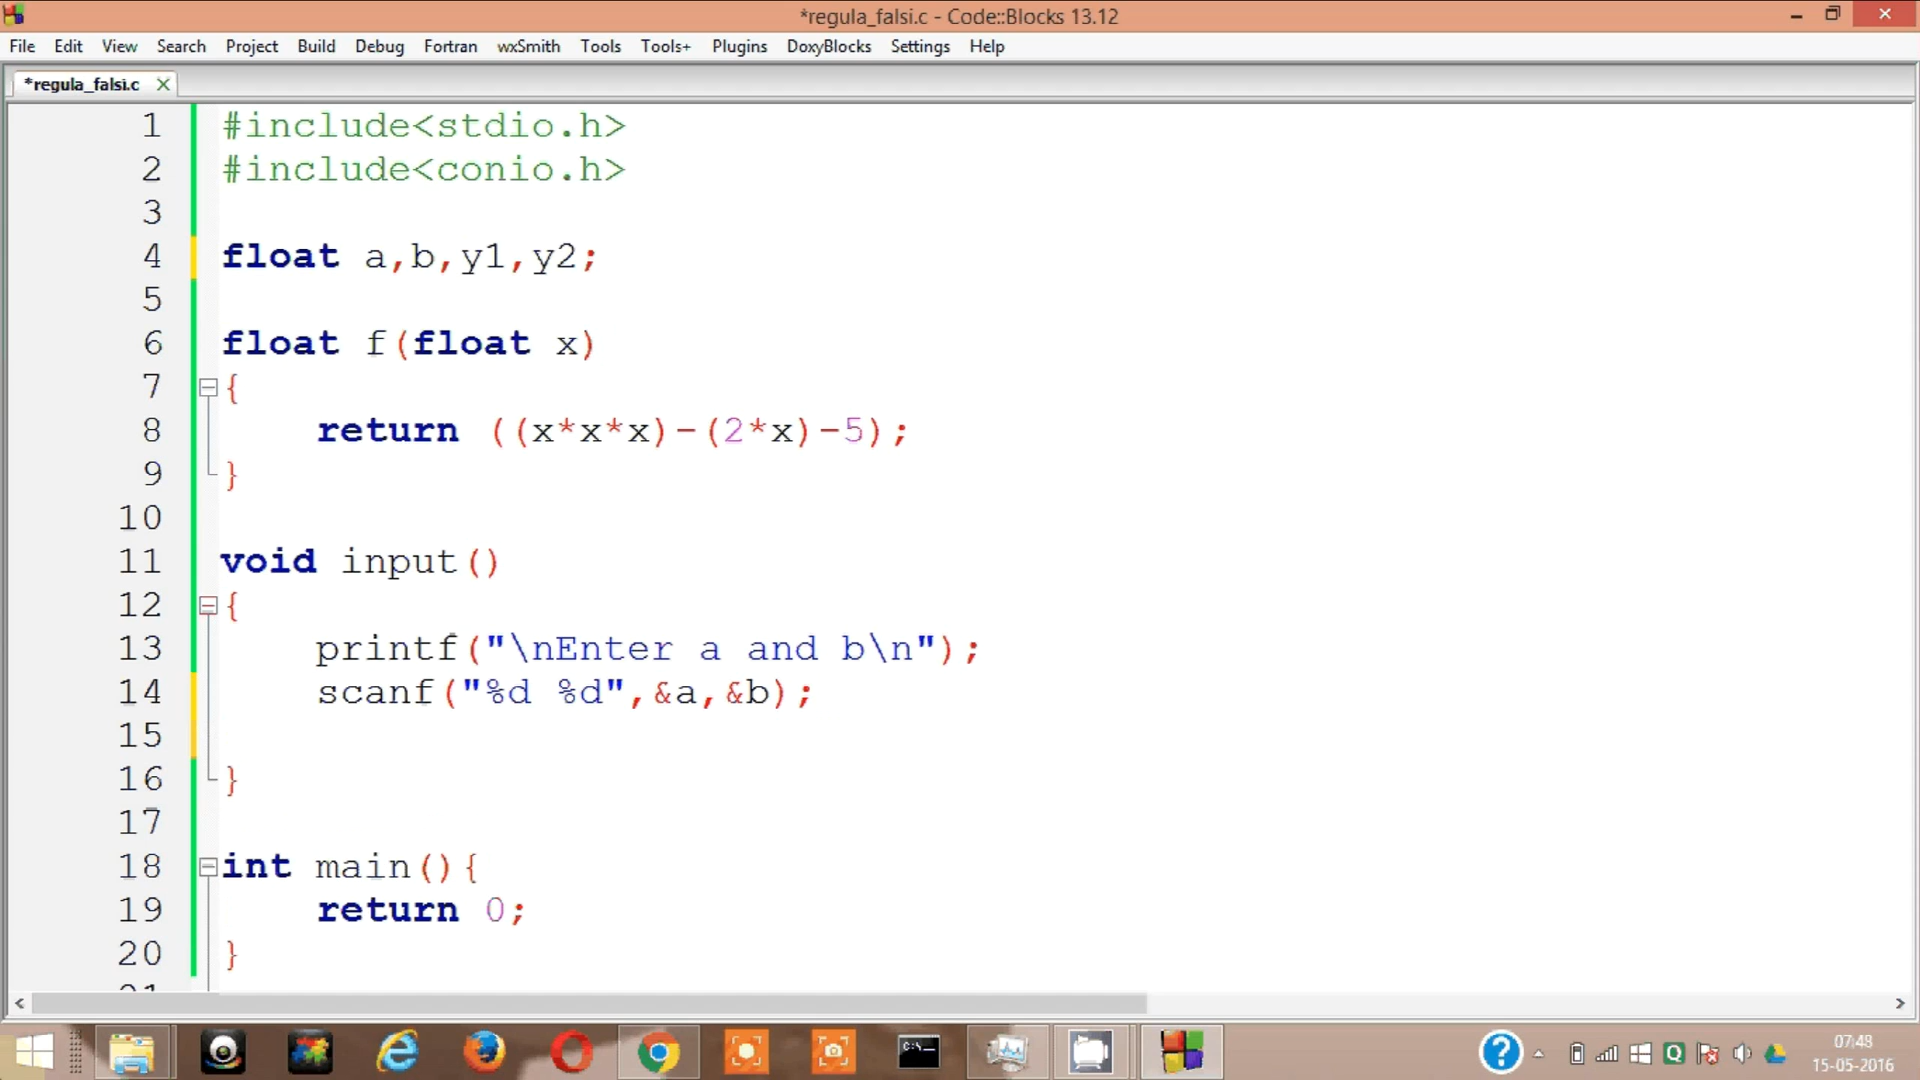 *regula_falsi.c - Code::Blocks 13.12
File Edit View Search Project Build Debug Fortran wxSmith Tools Tools+ Plugins DoxyBlocks Settings Help
*regula_falsi.c
1 #include<stdio.h>
2 #include<conio.h>
3
4 float a,b,y1,y2;
5
6 float f(float x)
7 {
8 return ((x*x*x)-(2*x)-5);
9 }
10
11 void input()
12 {
13 printf("\nEnter a and b\n");
14 scanf("%d %d",&a,&b);
15
16 }
17
18 int main(){
19 return 0;
20 }
07:48
15-05-2016